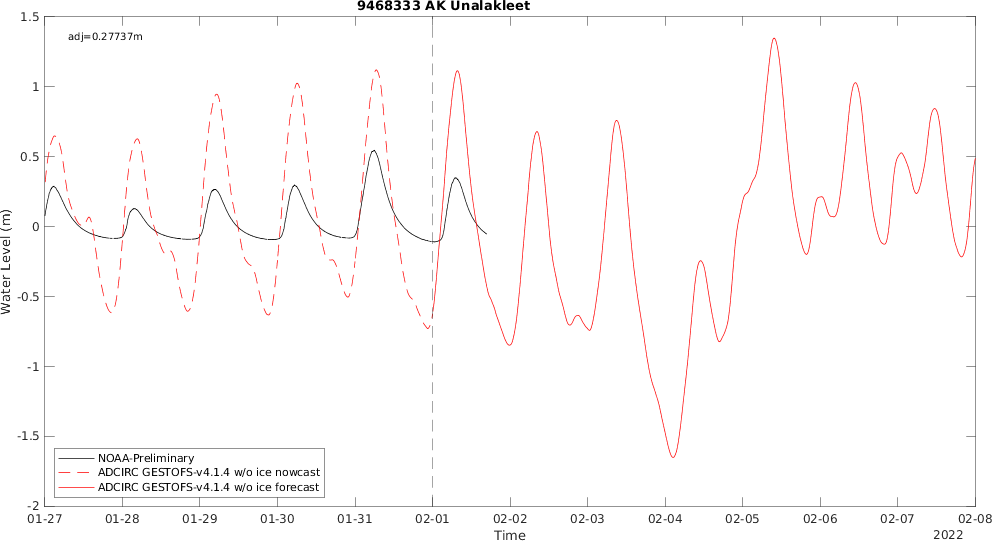 9468333 AK Unalakleet
adj=0.27737m
Water Level (m)
1.5
1
0.5
0
-0.5
-1
-1.5
-2
NOAA-Preliminary
ADCIRC GESTOFS-v4.1.4 w/o ice nowcast
ADCIRC GESTOFS-v4.1.4 w/o ice forecast
01-27 01-28 01-29 01-30 01-31 02-01 02-02 02-03 02-04 02-05 02-06 02-07 02-08
Time
2022